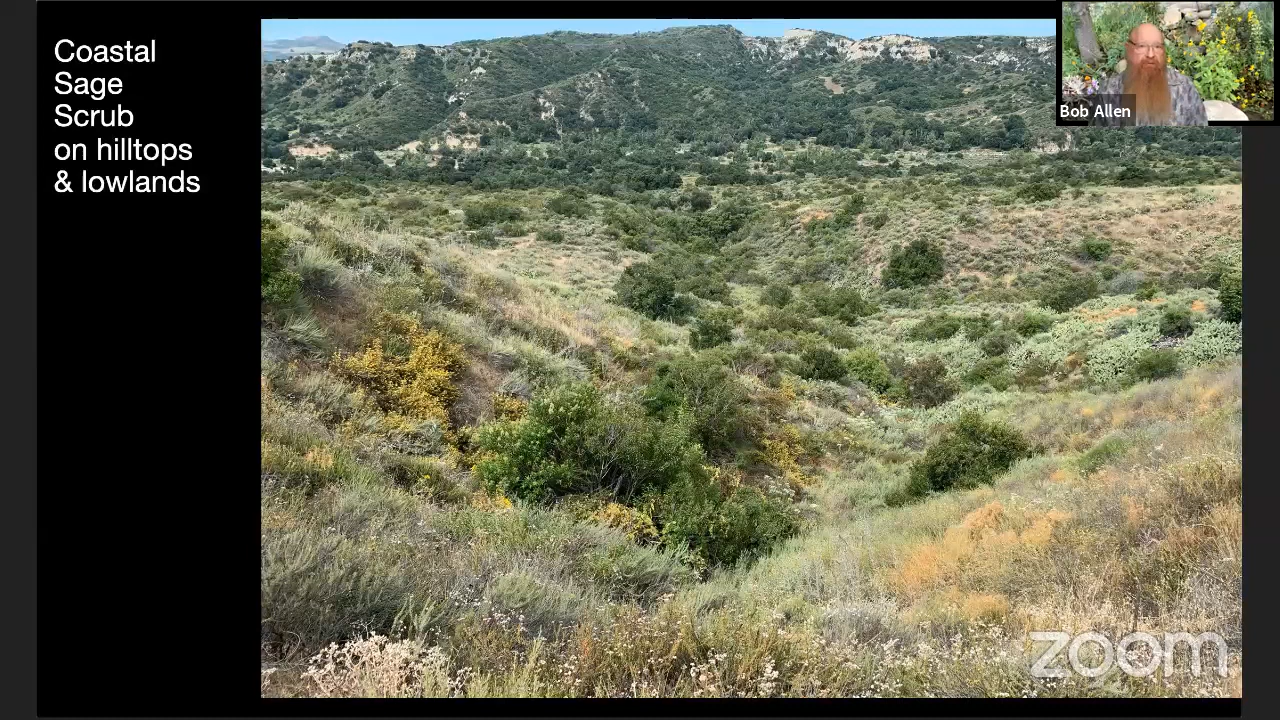 Coastal
Sage
Scrub
on hilltops
& lowlands
Bob Allen
zoom